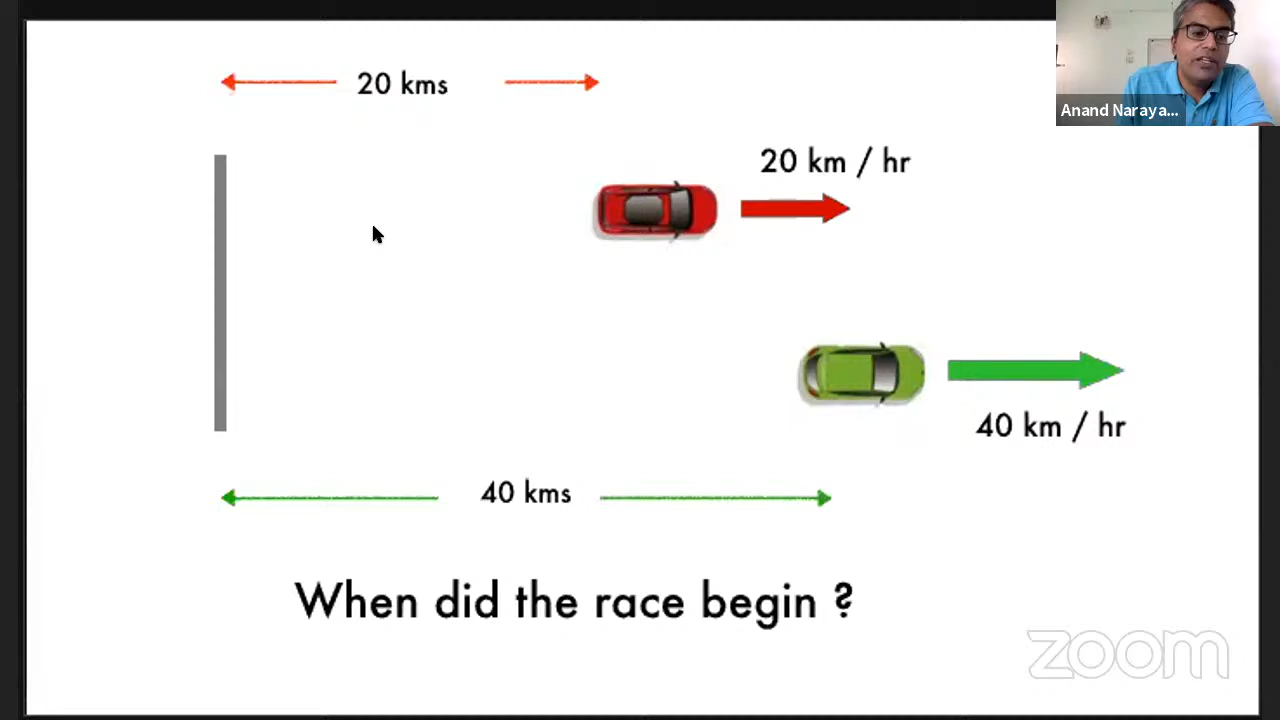 20 kms
Anand Naraya...
20 km / hr
40 km / hr
40 kms
When did the race begin ?
zoom